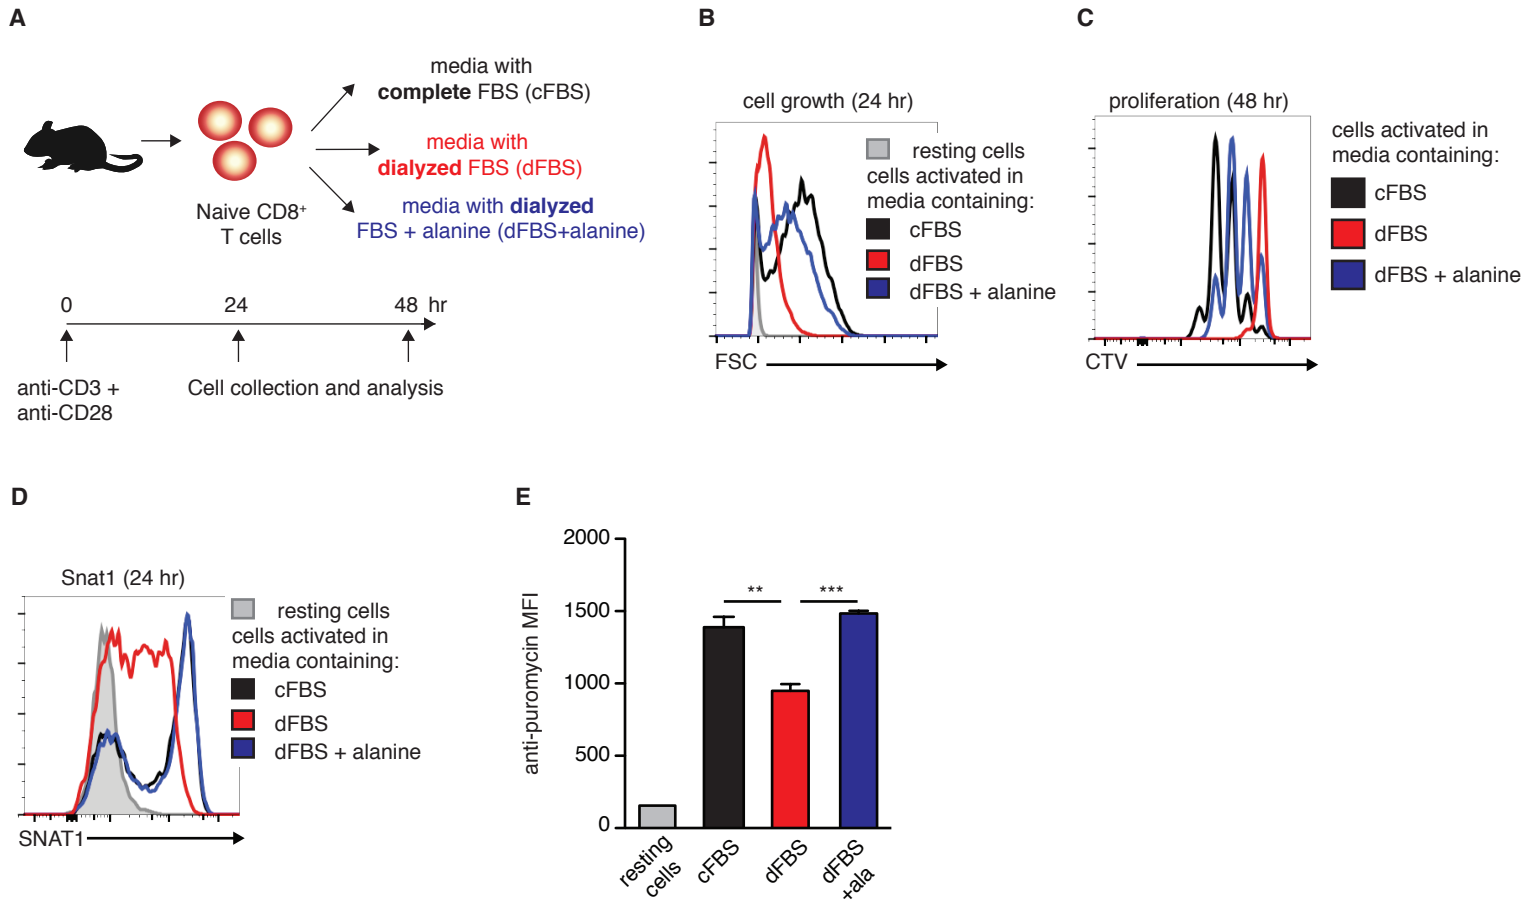 A
media with
complete FBS (cFBS)
media with
dialyzed FBS (dFBS)
media with dialyzed
FBS + alanine (dFBS+alanine)
Naive CD8+
T cells
0 24 48 hr
anti-CD3 +
anti-CD28
Cell collection and analysis
B
cell growth (24 hr)
resting cells
cells activated in
media containing:
cFBS
dFBS
dFBS + alanine
FSC
C
proliferation (48 hr)
cells activated in
media containing:
cFBS
dFBS
dFBS + alanine
CTV
D
Snat1 (24 hr)
resting cells
cells activated in
media containing:
cFBS
dFBS
dFBS + alanine
SNAT1
E
anti-puromycin MFI
2000
1500
1000
500
0
** ***
resting
cells
cFBS
dFBS
dFBS
+ala